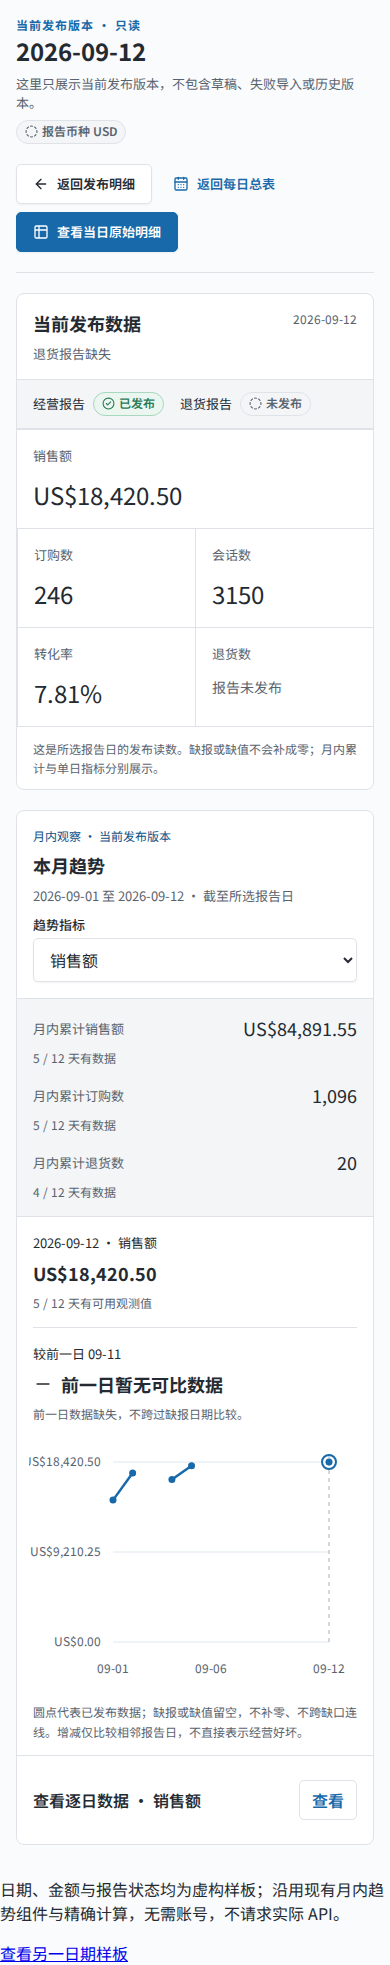 当前发布版本 · 只读
2026-09-12
这里只展示当前发布版本，不包含草稿、失败导入或历史版
本。
报告币种 USD
返回发布明细
返回每日总表
查看当日原始明细
当前发布数据
2026-09-12
退货报告缺失
经营报告 已发布 退货报告 未发布
销售额
US$18,420.50
订购数
会话数
246
3150
转化率
退货数
7.81%
报告未发布
这是所选报告日的发布读数。缺报或缺值不会补成零；月内累
计与单日指标分别展示。
月内观察 · 当前发布版本
本月趋势
2026-09-01 至 2026-09-12 · 截至所选报告日
趋势指标
销售额
月内累计销售额 US$84,891.55
5 / 12 天有数据
月内累计订购数 1,096
5 / 12 天有数据
月内累计退货数 20
4 / 12 天有数据
2026-09-12 · 销售额
US$18,420.50
5 / 12 天有可用观测值
较前一日 09-11
前一日暂无可比数据
前一日数据缺失，不跨过缺报日期比较。
US$18,420.50
US$9,210.25
US$0.00
09-01 09-06 09-12
圆点代表已发布数据；缺报或缺值留空，不补零、不跨缺口连
线。增减仅比较相邻报告日，不直接表示经营好坏。
查看逐日数据 · 销售额 查看
日期、金额与报告状态均为虚构样板；沿用现有月内趋
势组件与精确计算，无需账号，不请求实际 API。
查看另一日期样板